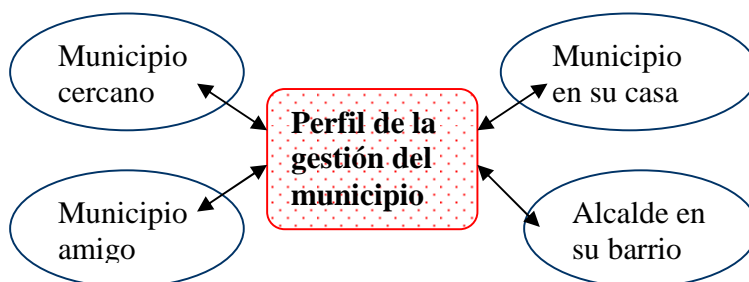 Municipio
cercano
Municipio
en su casa
Perfil de la
gestión del
municipio
Municipio
amigo
Alcalde en
su barrio